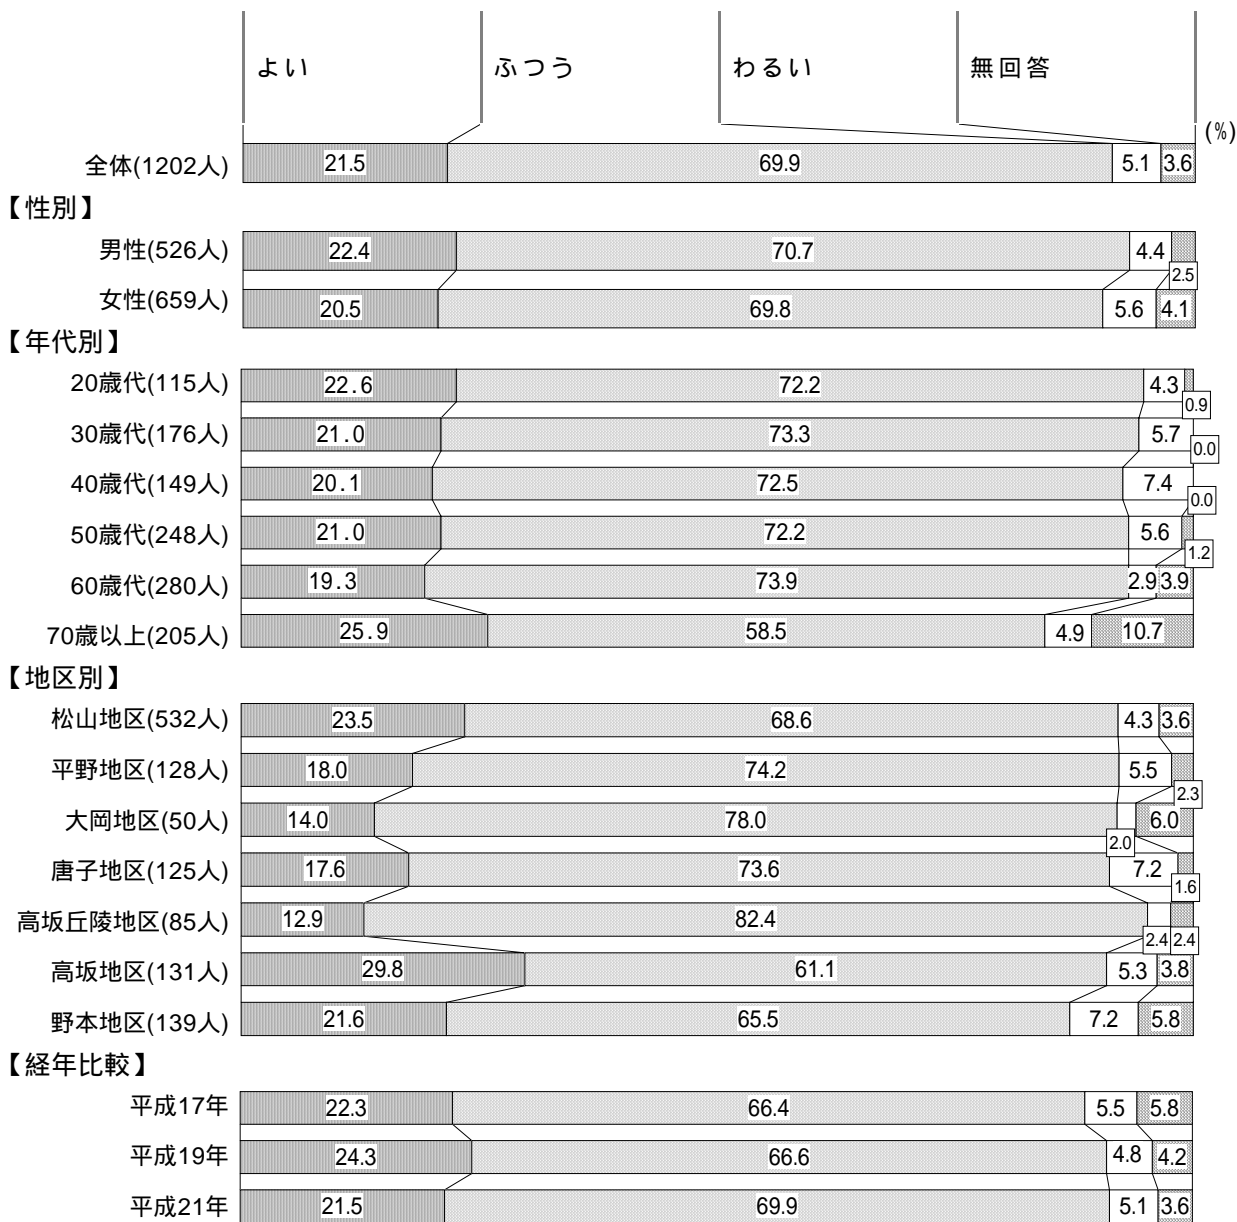 よい ふつう わるい 無回答
(%)
全体(1202人) 21.5 69.9 5.1 3.6
【性別】
男性(526人) 22.4 70.7 4.4 2.5
女性(659人) 20.5 69.8 5.6 4.1
【年代別】
20歳代(115人) 22.6 72.2 4.3 0.9
30歳代(176人) 21.0 73.3 5.7 0.0
40歳代(149人) 20.1 72.5 7.4 0.0
50歳代(248人) 21.0 72.2 5.6 1.2
60歳代(280人) 19.3 73.9 2.9 3.9
70歳以上(205人) 25.9 58.5 4.9 10.7
【地区別】
松山地区(532人) 23.5 68.6 4.3 3.6
平野地区(128人) 18.0 74.2 5.5 2.3
大岡地区(50人) 14.0 78.0 2.0 6.0
唐子地区(125人) 17.6 73.6 7.2 1.6
高坂丘陵地区(85人) 12.9 82.4 2.4 2.4
高坂地区(131人) 29.8 61.1 5.3 3.8
野本地区(139人) 21.6 65.5 7.2 5.8
【経年比較】
平成17年 22.3 66.4 5.5 5.8
平成19年 24.3 66.6 4.8 4.2
平成21年 21.5 69.9 5.1 3.6